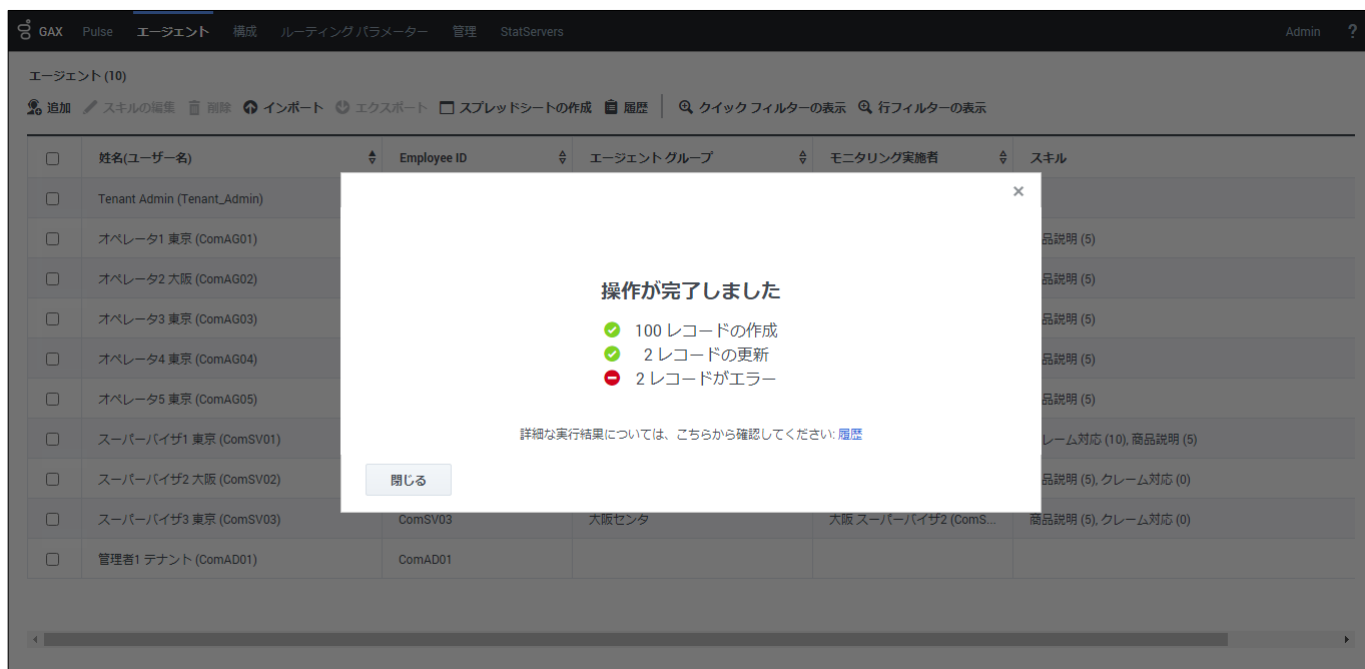 GAX Pulse エージェント 構成 ルーティング パラメーター 管理 StatServers Admin ?
エージェント (10)
追加 スキルの編集 削除 インポート エクスポート スプレッドシートの作成 履歴 クイック フィルターの表示 行フィルターの表示
姓名(ユーザー名) Employee ID エージェント グループ モニタリング実施者 スキル
Tenant Admin (Tenant_Admin)
オペレータ1 東京 (ComAG01) 品説明 (5)
オペレータ2 大阪 (ComAG02) 品説明 (5)
オペレータ3 東京 (ComAG03) 品説明 (5)
オペレータ4 東京 (ComAG04) 品説明 (5)
オペレータ5 東京 (ComAG05) 品説明 (5)
スーパーバイザ1 東京 (ComSV01) レーム対応 (10), 商品説明 (5)
スーパーバイザ2 大阪 (ComSV02) 品説明 (5), クレーム対応 (0)
スーパーバイザ3 東京 (ComSV03) ComSV03 大阪センタ 大阪 スーパーバイザ2 (ComS... 商品説明 (5), クレーム対応 (0)
管理者1 テナント (ComAD01) ComAD01
×
操作が完了しました
100 レコードの作成
2 レコードの更新
2 レコードがエラー
詳細な実行結果については、こちらから確認してください: 履歴
閉じる